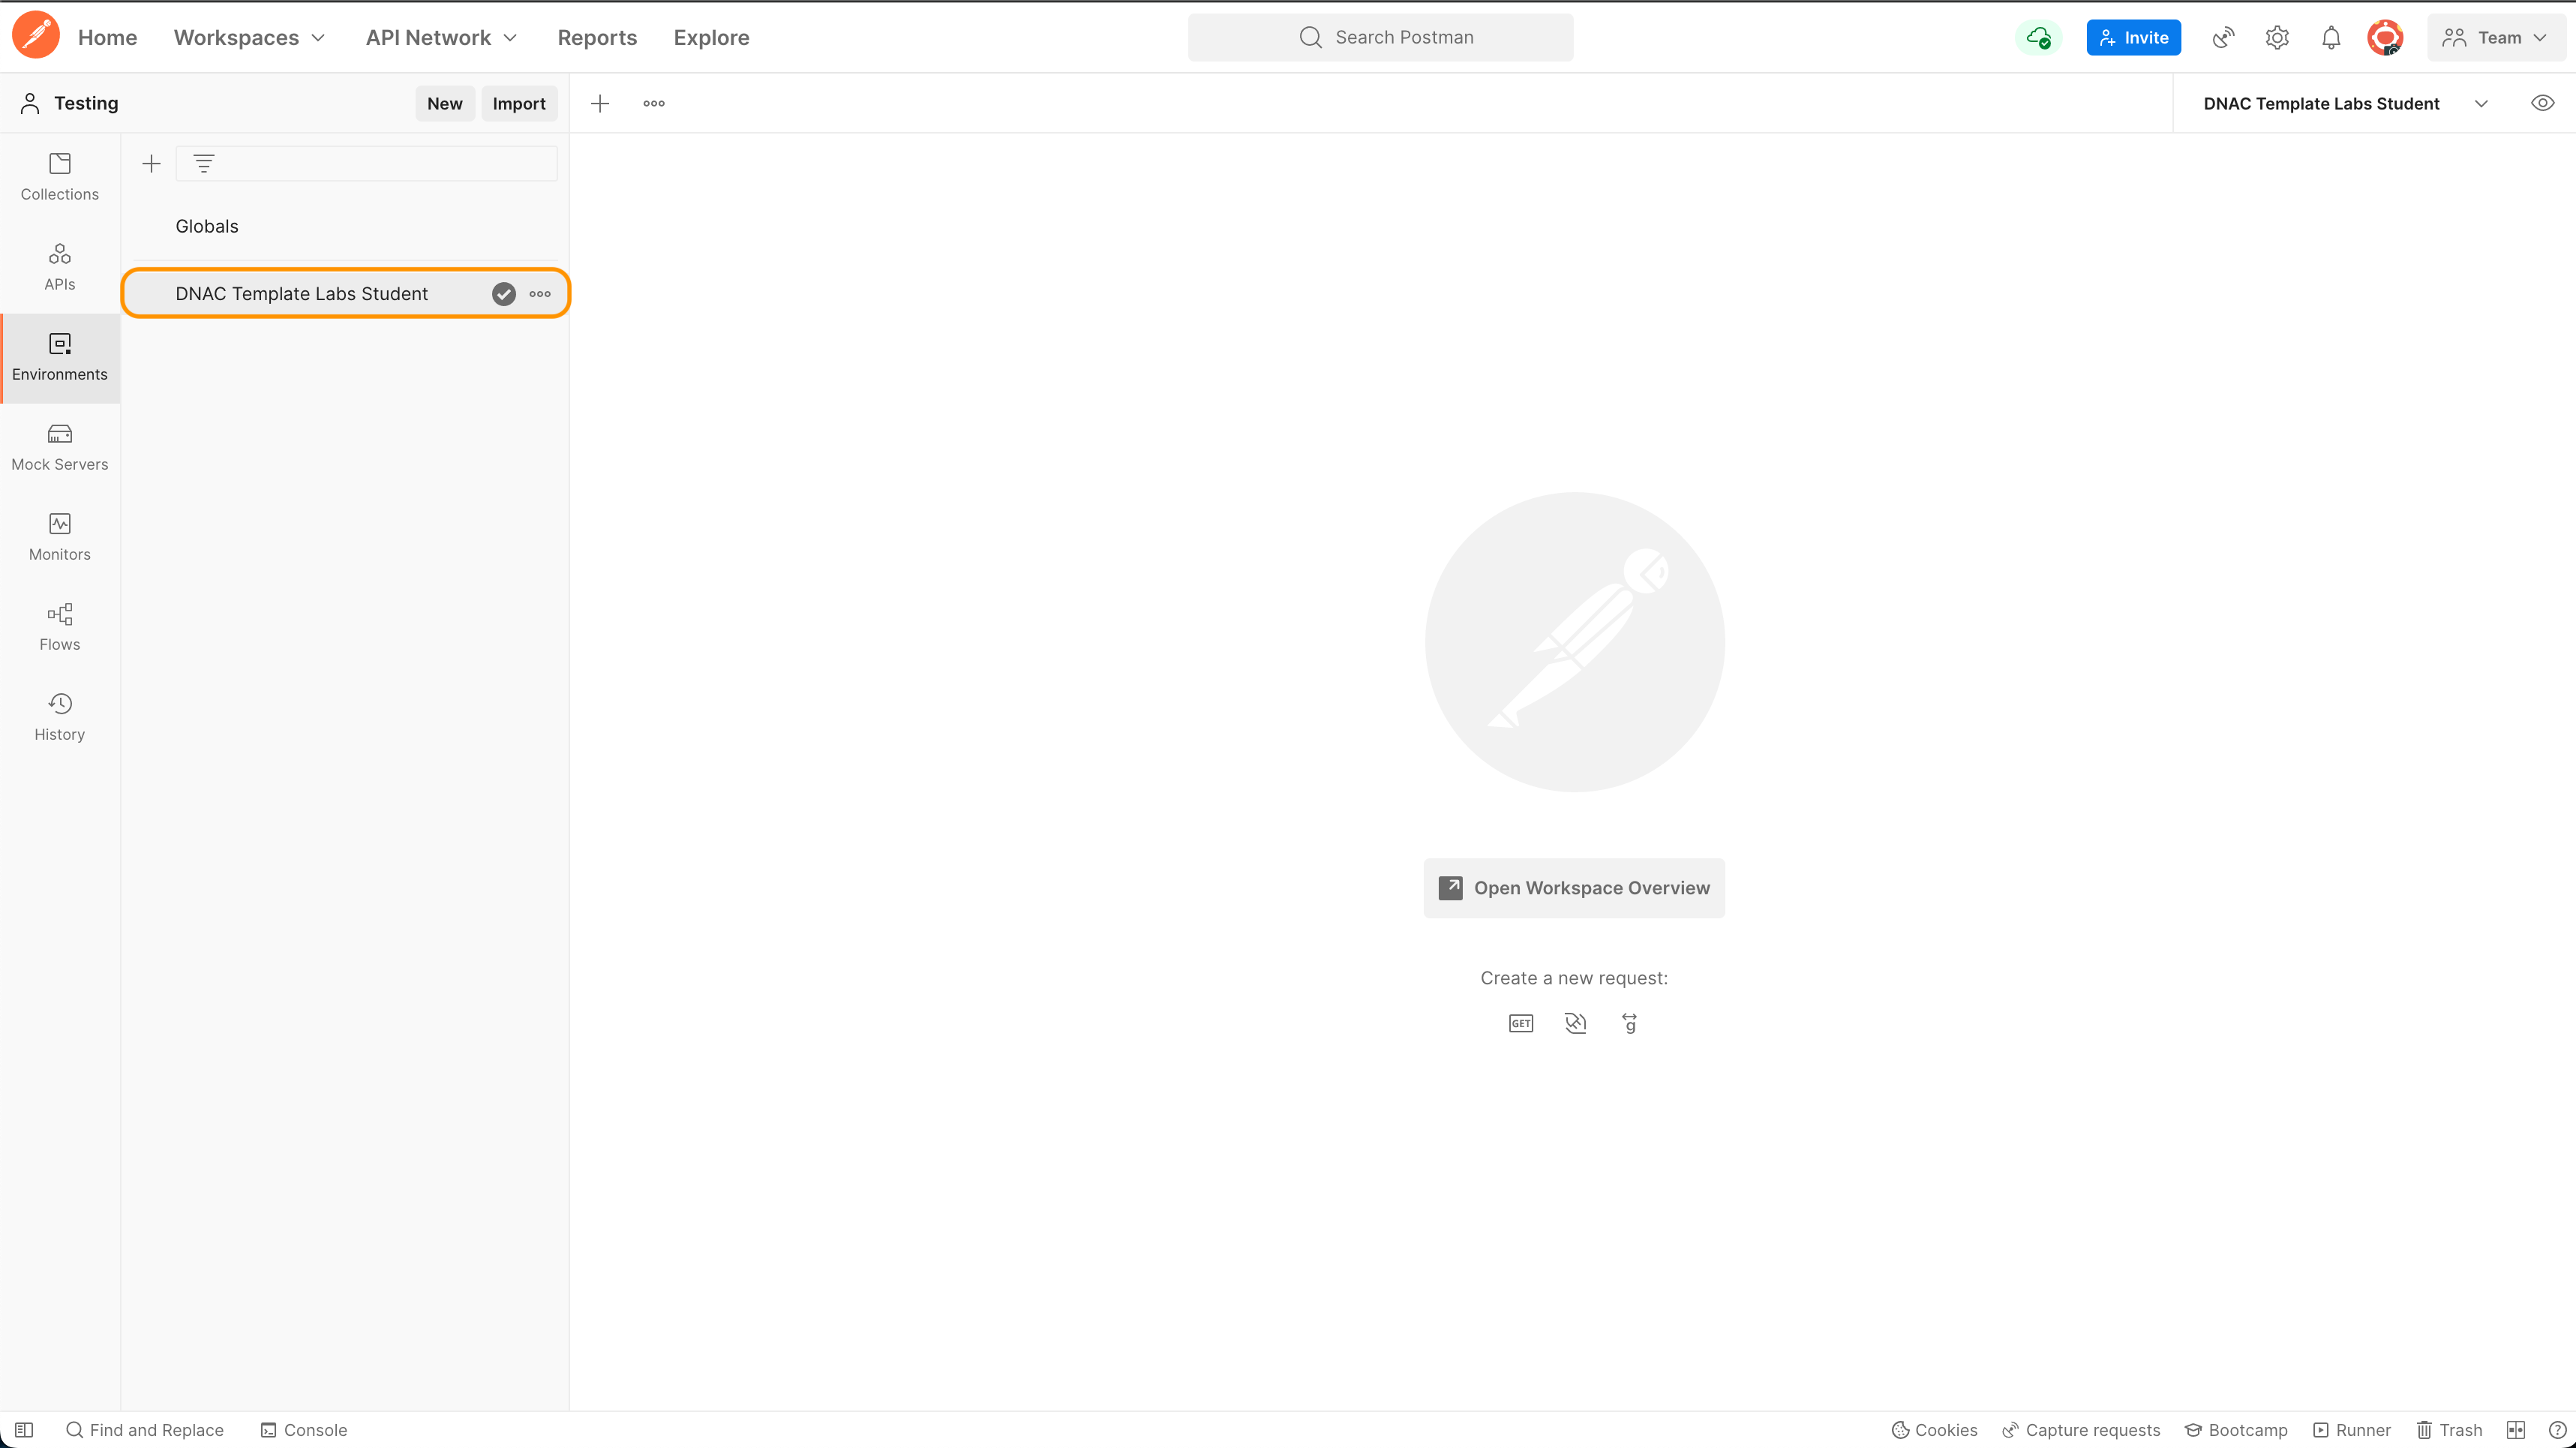 Home Workspaces API Network Reports Explore Search Postman Invite Team
Testing New Import DNAC Template Labs Student
Collections
Globals
APIs
DNAC Template Labs Student
Environments
Mock Servers
Monitors
Flows
History
Open Workspace Overview
Create a new request:
GET g
Find and Replace Console Cookies Capture requests Bootcamp Runner Trash